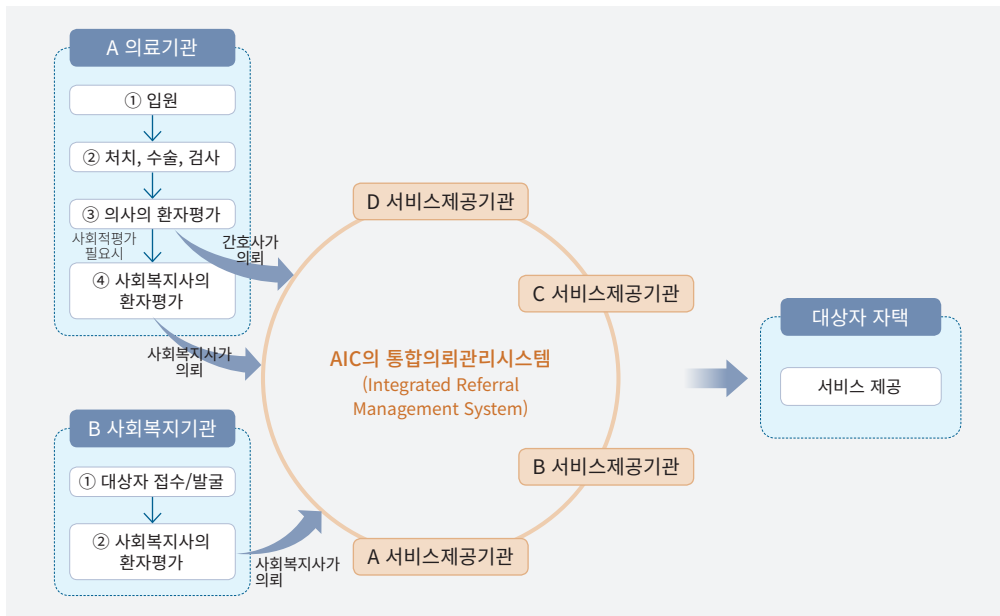 A 의료기관
① 입원
② 처치, 수술, 검사
③ 의사의 환자평가
사회적평가
필요시
간호사가
의뢰
④ 사회복지사의
환자평가
사회복지사가
의뢰
B 사회복지기관
① 대상자 접수/발굴
② 사회복지사의
환자평가
사회복지사가
의뢰
D 서비스제공기관
C 서비스제공기관
AIC의 통합의뢰관리시스템
(Integrated Referral
Management System)
B 서비스제공기관
A 서비스제공기관
대상자 자택
서비스 제공